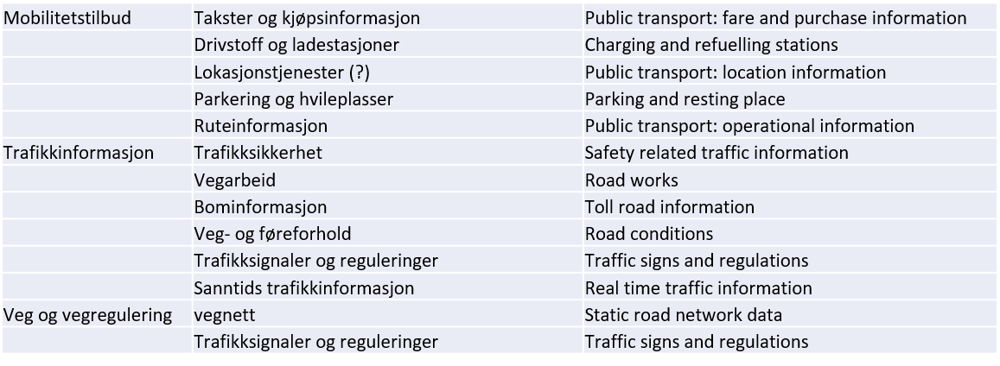 Mobilitetstilbud Takster og kjøpsinformasjon Public transport: fare and purchase information
Drivstoff og ladestasjoner Charging and refuelling stations
Lokasjonstjenester (?) Public transport: location information
Parkering og hvileplasser Parking and resting place
Ruteinformasjon Public transport: operational information
Trafikkinformasjon Trafikksikkerhet Safety related traffic information
Vegarbeid Road works
Bominformasjon Toll road information
Veg- og føreforhold Road conditions
Trafikksignaler og reguleringer Traffic signs and regulations
Sanntids trafikkinformasjon Real time traffic information
Veg og vegregulering vegnett Static road network data
Trafikksignaler og reguleringer Traffic signs and regulations